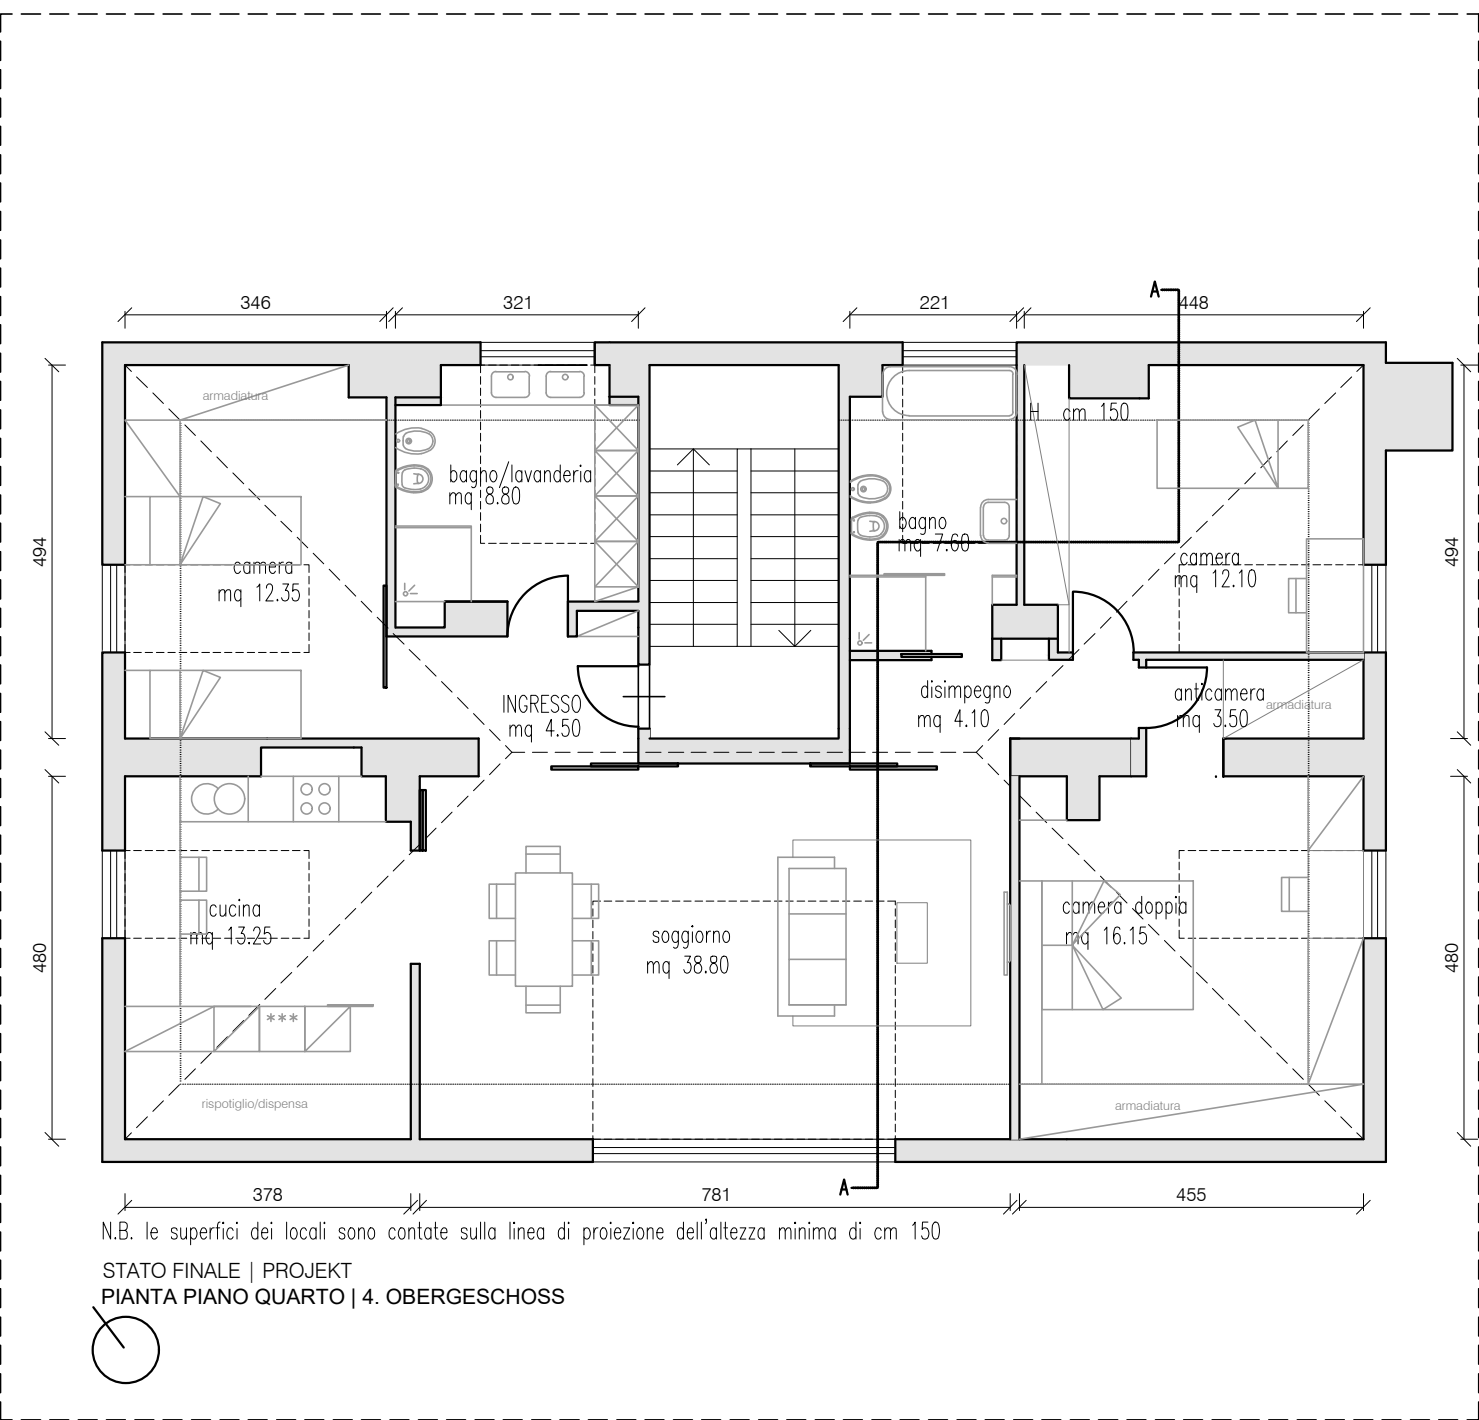 A
346
321
221
448
armadiatura
H cm 150
bagno/lavanderia
mq 8.80
bagno
mq 7.60
494
494
camera
mq 12.35
camera
mq 12.10
INGRESSO
mq 4.50
disimpegno
mq 4.10
anticamera
mq 3.50
armadiatura
cucina
mq 13.25
soggiorno
mq 38.80
camera doppia
mq 16.15
480
480
***
rispotiglio/dispensa
armadiatura
A
378
781
455
N.B. le superfici dei locali sono contate sulla linea di proiezione dell'altezza minima di cm 150
STATO FINALE | PROJEKT
PIANTA PIANO QUARTO | 4. OBERGESCHOSS